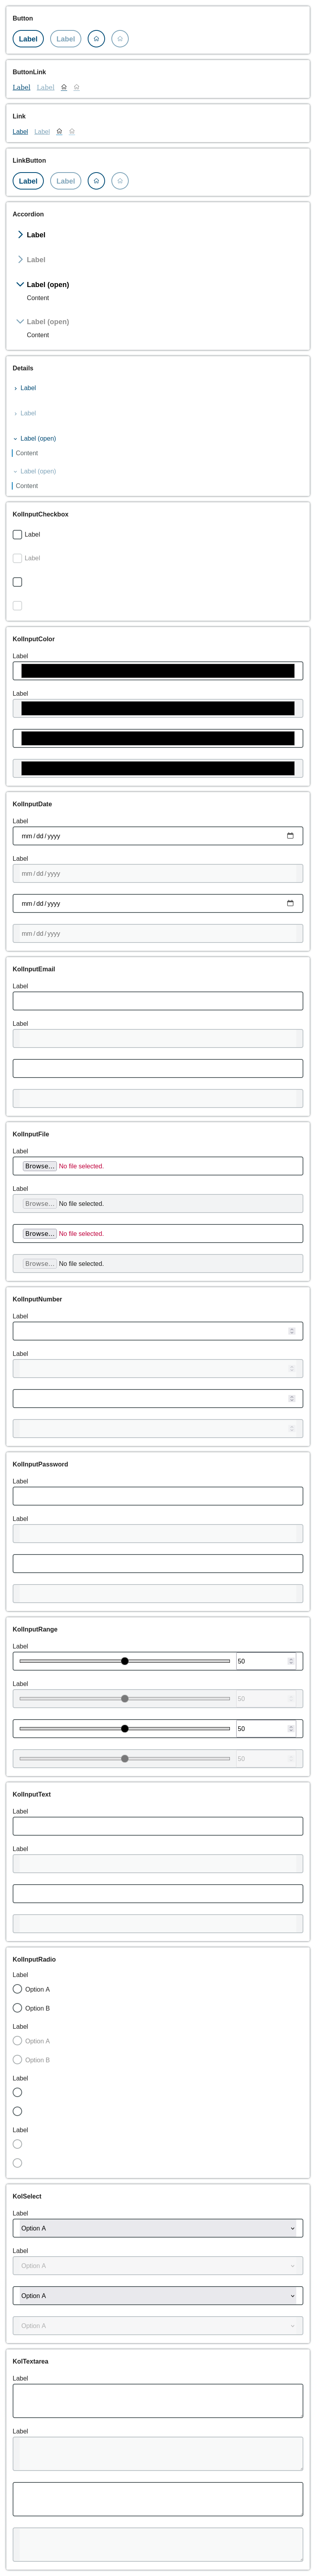 Button
Label Label
ButtonLink
Label Label
Link
Label Label
LinkButton
Label Label
Accordion
Label
Label
Label (open)
Content
Label (open)
Content
Details
Label
Label
Label (open)
Content
Label (open)
Content
KolInputCheckbox
Label
Label
KolInputColor
Label
Label
KolInputDate
Label
mm/dd/yyyy
Label
mm/dd/yyyy
mm/dd/yyyy
mm/dd/yyyy
KolInputEmail
Label
Label
KolInputFile
Label
Browse... No file selected.
Label
Browse... No file selected.
Browse... No file selected.
Browse... No file selected.
KolInputNumber
Label
Label
KolInputPassword
Label
Label
KolInputRange
Label
50
Label
50
50
50
KolInputText
Label
Label
KolInputRadio
Label
Option A
Option B
Label
Option A
Option B
Label
Label
KolSelect
Label
Option A
Label
Option A
Option A
Option A
KolTextarea
Label
Label